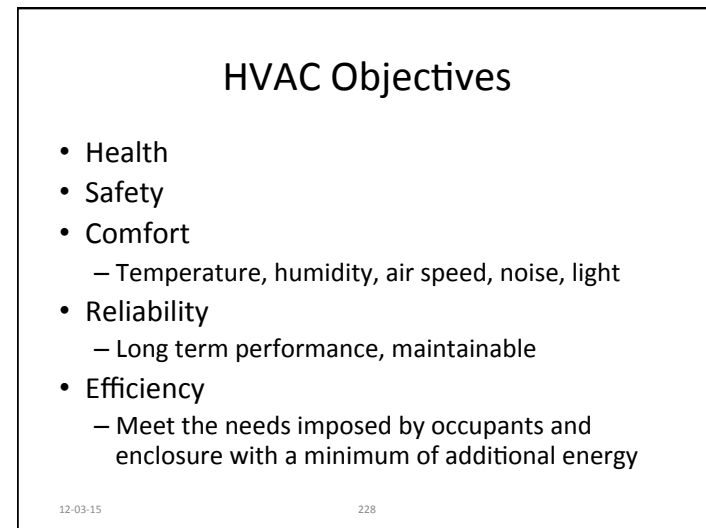 HVAC Objectives
• Health
• Safety
• Comfort
– Temperature, humidity, air speed, noise, light
• Reliability
– Long term performance, maintainable
• Efficiency
– Meet the needs imposed by occupants and
enclosure with a minimum of additional energy
12-03-15 228